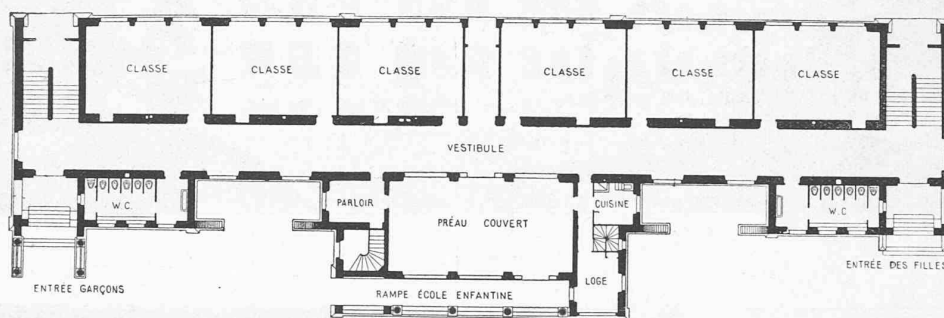 CLASSE
CLASSE
CLASSE
CLASSE
CLASSE
CLASSE
VESTIBULE
W.C.
PARLOIR
PRÉAU COUVERT
CUISINE
W.C
ENTRÉE GARÇONS
RAMPE ÉCOLE ENFANTINE
LOGE
ENTRÉE DES FILLES